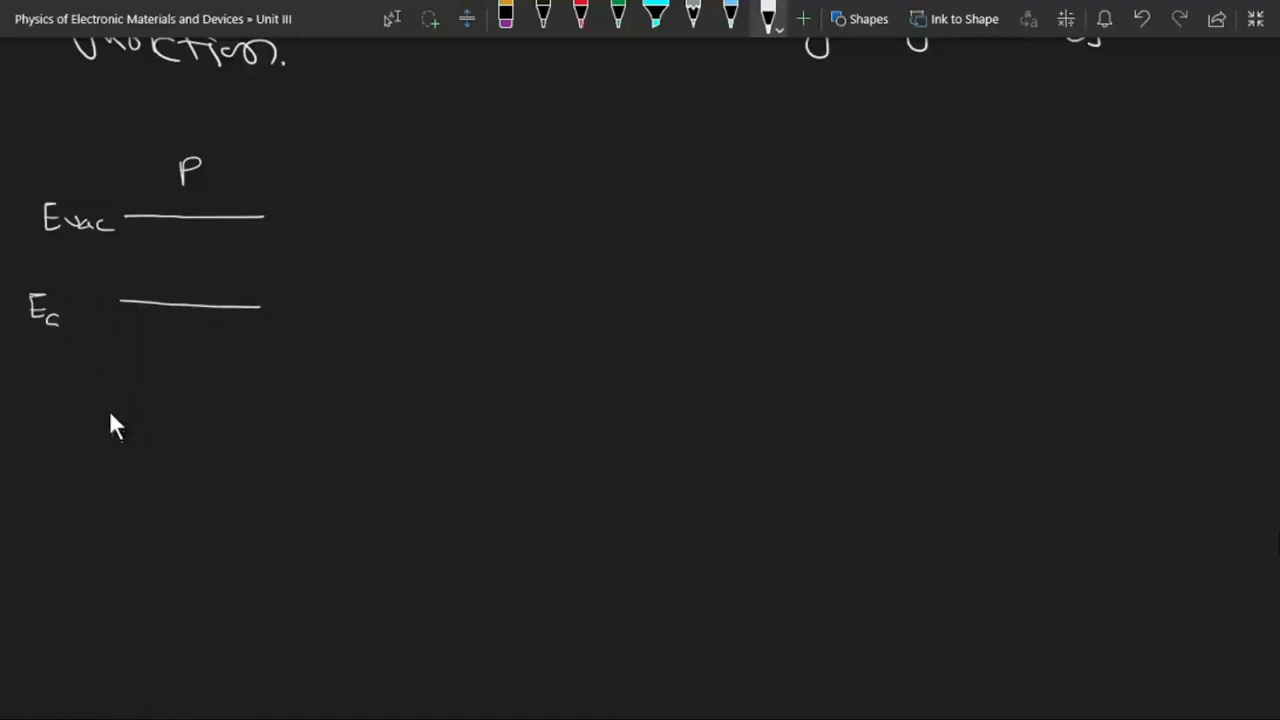 Physics of Electronic Materials and Devices » Unit III
Shapes
Ink to Shape
P
Evac
Ec